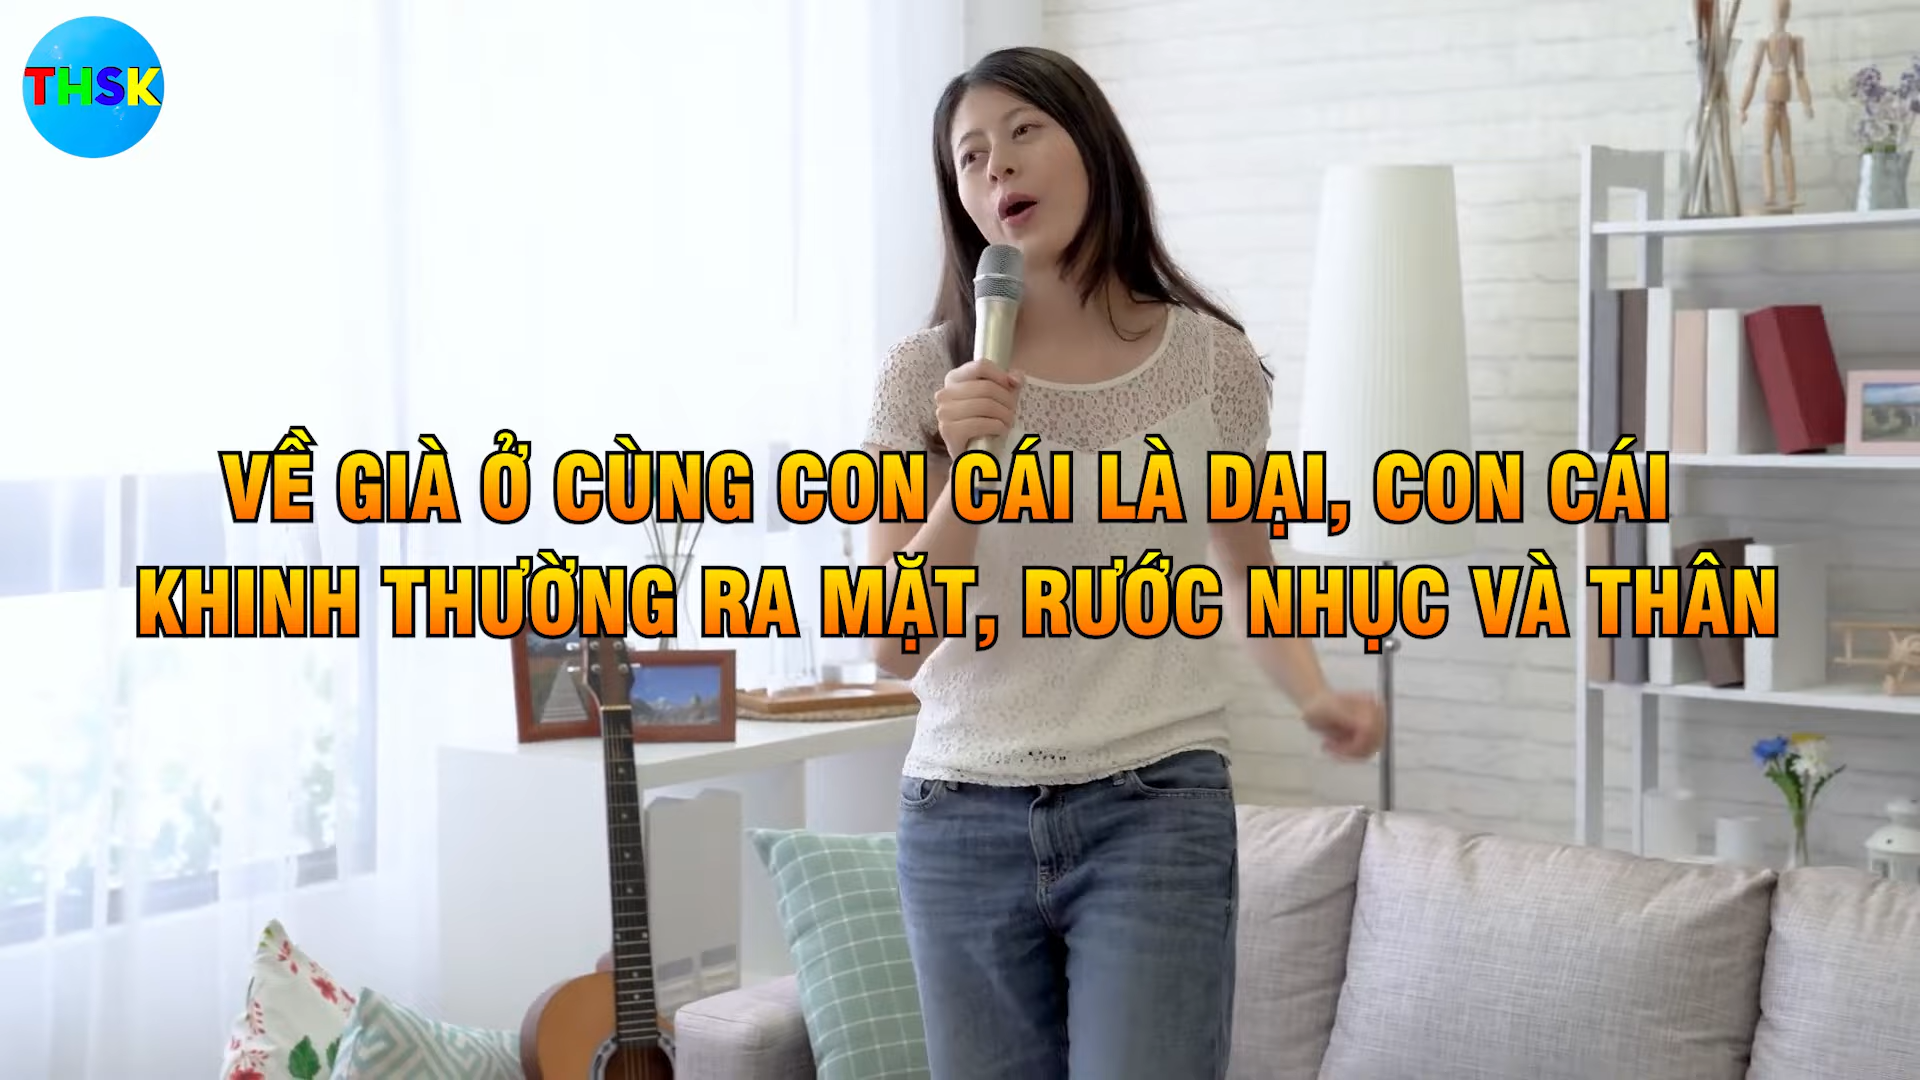 THSK
VỀ GIÀ Ở CÙNG CON CÁI LÀ DẠI, CON CÁI
KHINH THƯỜNG RA MẶT, RƯỚC NHỤC VÀ THÂN